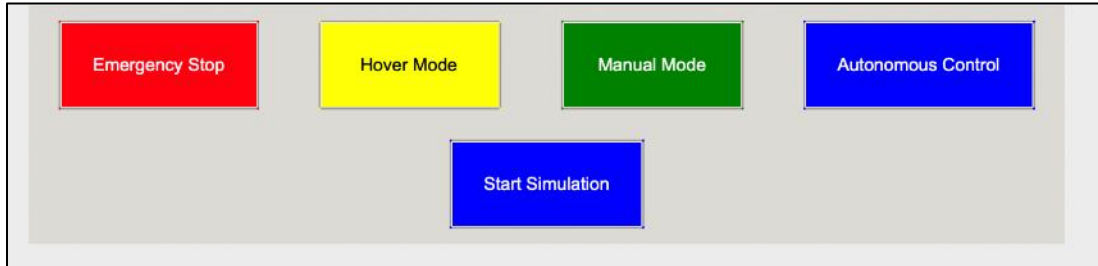 Emergency Stop
Hover Mode
Manual Mode
Autonomous Control
Start Simulation